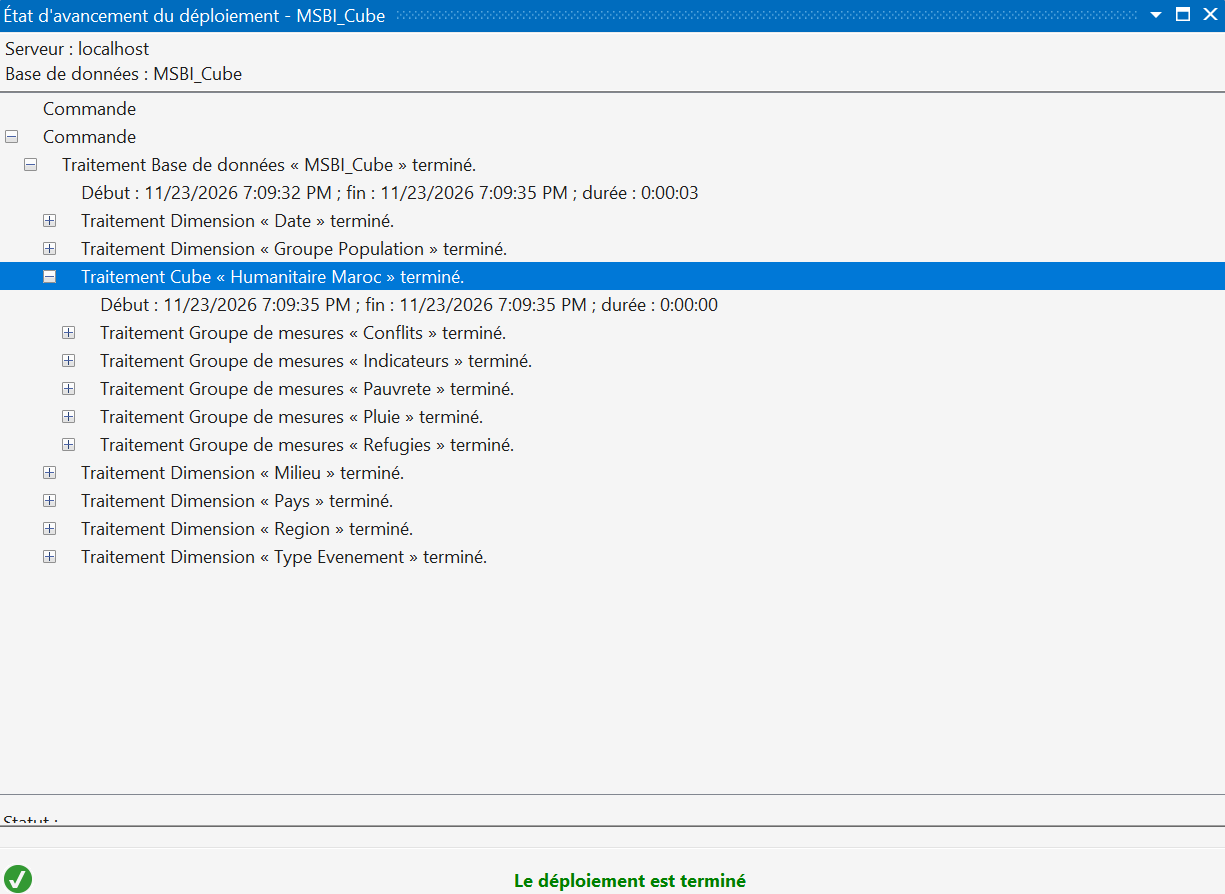 État d'avancement du déploiement - MSBI_Cube
Serveur : localhost
Base de données : MSBI_Cube
Commande
Commande
Traitement Base de données « MSBI_Cube » terminé.
Début : 11/23/2026 7:09:32 PM ; fin : 11/23/2026 7:09:35 PM ; durée : 0:00:03
Traitement Dimension « Date » terminé.
Traitement Dimension « Groupe Population » terminé.
Traitement Cube « Humanitaire Maroc » terminé.
Début : 11/23/2026 7:09:35 PM ; fin : 11/23/2026 7:09:35 PM ; durée : 0:00:00
Traitement Groupe de mesures « Conflits » terminé.
Traitement Groupe de mesures « Indicateurs » terminé.
Traitement Groupe de mesures « Pauvrete » terminé.
Traitement Groupe de mesures « Pluie » terminé.
Traitement Groupe de mesures « Refugies » terminé.
Traitement Dimension « Milieu » terminé.
Traitement Dimension « Pays » terminé.
Traitement Dimension « Region » terminé.
Traitement Dimension « Type Evenement » terminé.
Statut :
Le déploiement est terminé